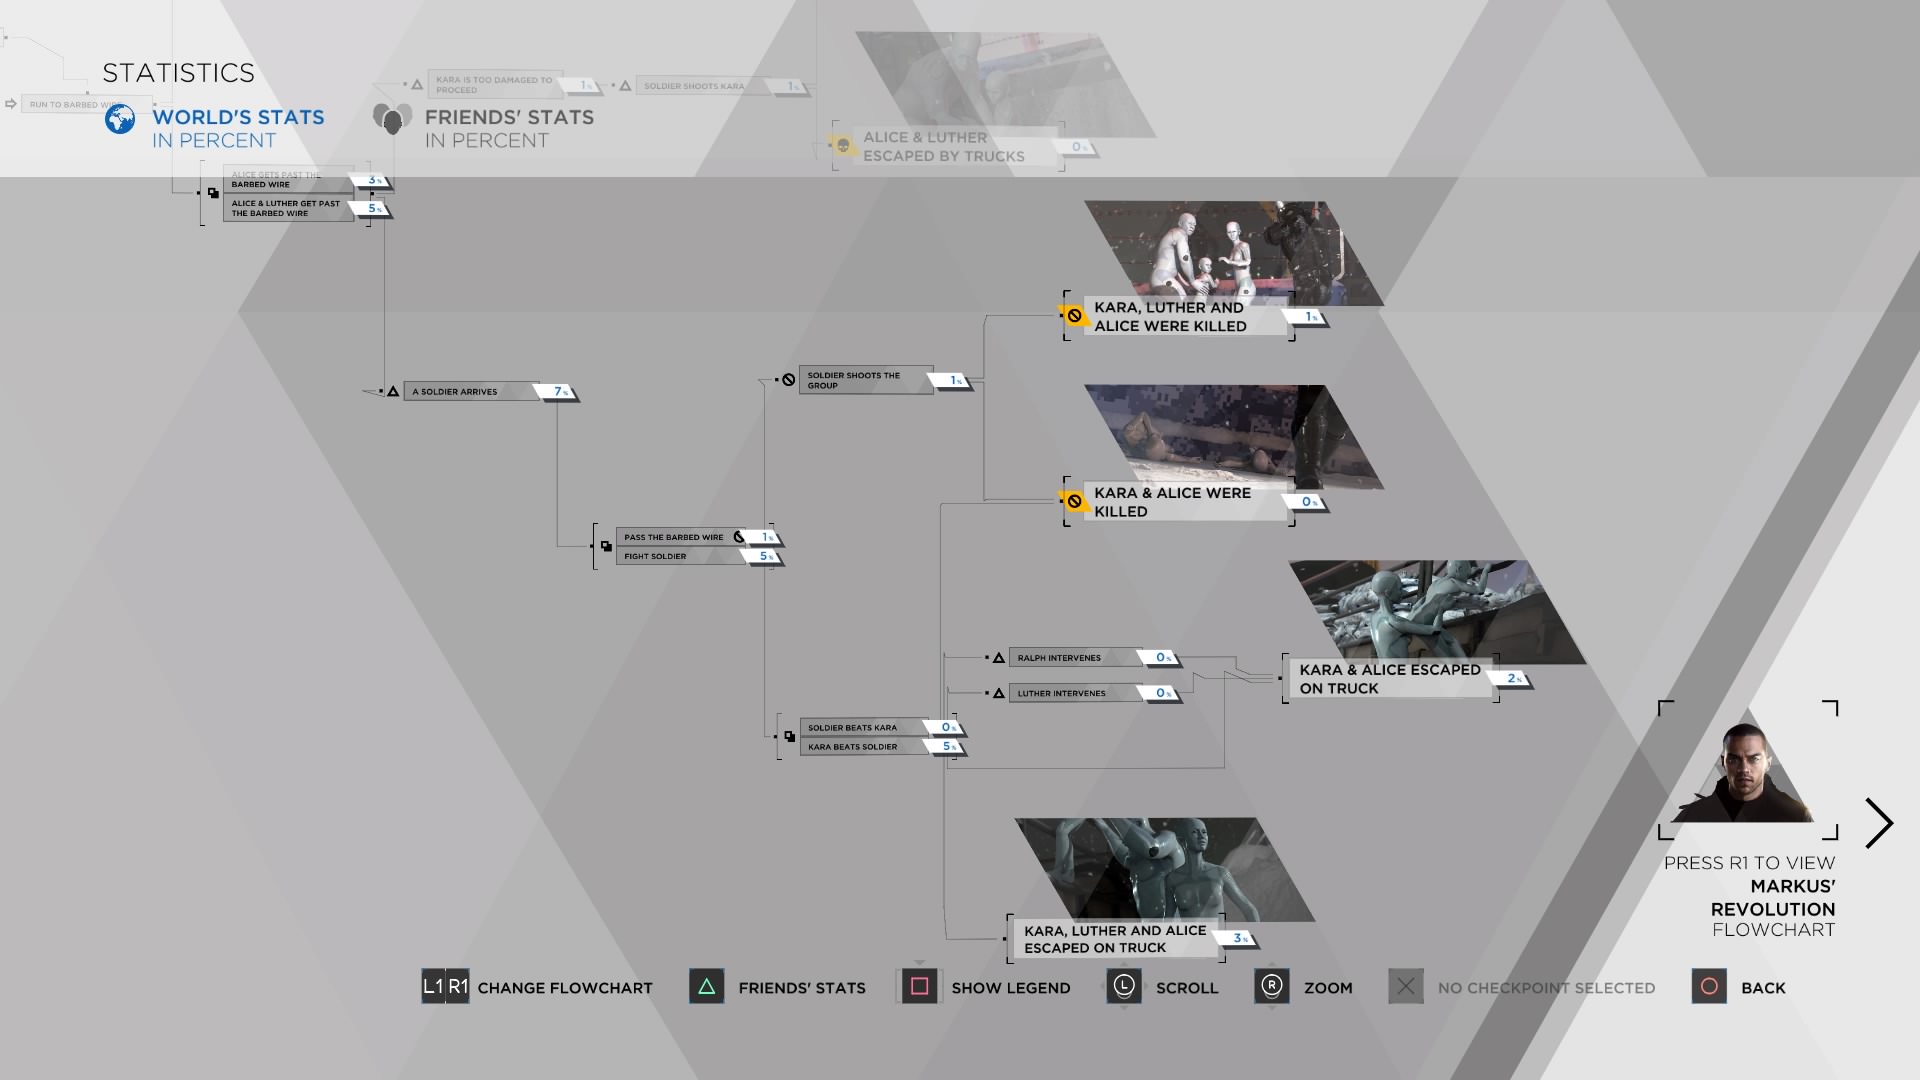 STATISTICS
WORLD'S STATS
IN PERCENT
FRIENDS' STATS
IN PERCENT
RUN TO BARBED WIRE
KARA IS TOO DAMAGED TO
PROCEED
1%
SOLDIER SHOOTS KARA
1%
ALICE & LUTHER
ESCAPED BY TRUCKS
0%
ALICE GETS PAST THE
BARBED WIRE
3%
ALICE & LUTHER GET PAST
THE BARBED WIRE
5%
KARA, LUTHER AND
ALICE WERE KILLED
1%
A SOLDIER ARRIVES
7%
SOLDIER SHOOTS THE
GROUP
1%
KARA & ALICE WERE
KILLED
0%
PASS THE BARBED WIRE
1%
FIGHT SOLDIER
5%
RALPH INTERVENES
0%
LUTHER INTERVENES
0%
KARA & ALICE ESCAPED
ON TRUCK
2%
SOLDIER BEATS KARA
0%
KARA BEATS SOLDIER
5%
KARA, LUTHER AND ALICE
ESCAPED ON TRUCK
3%
PRESS R1 TO VIEW
MARKUS'
REVOLUTION
FLOWCHART
L1 R1 CHANGE FLOWCHART
FRIENDS' STATS
SHOW LEGEND
L SCROLL
R ZOOM
NO CHECKPOINT SELECTED
BACK